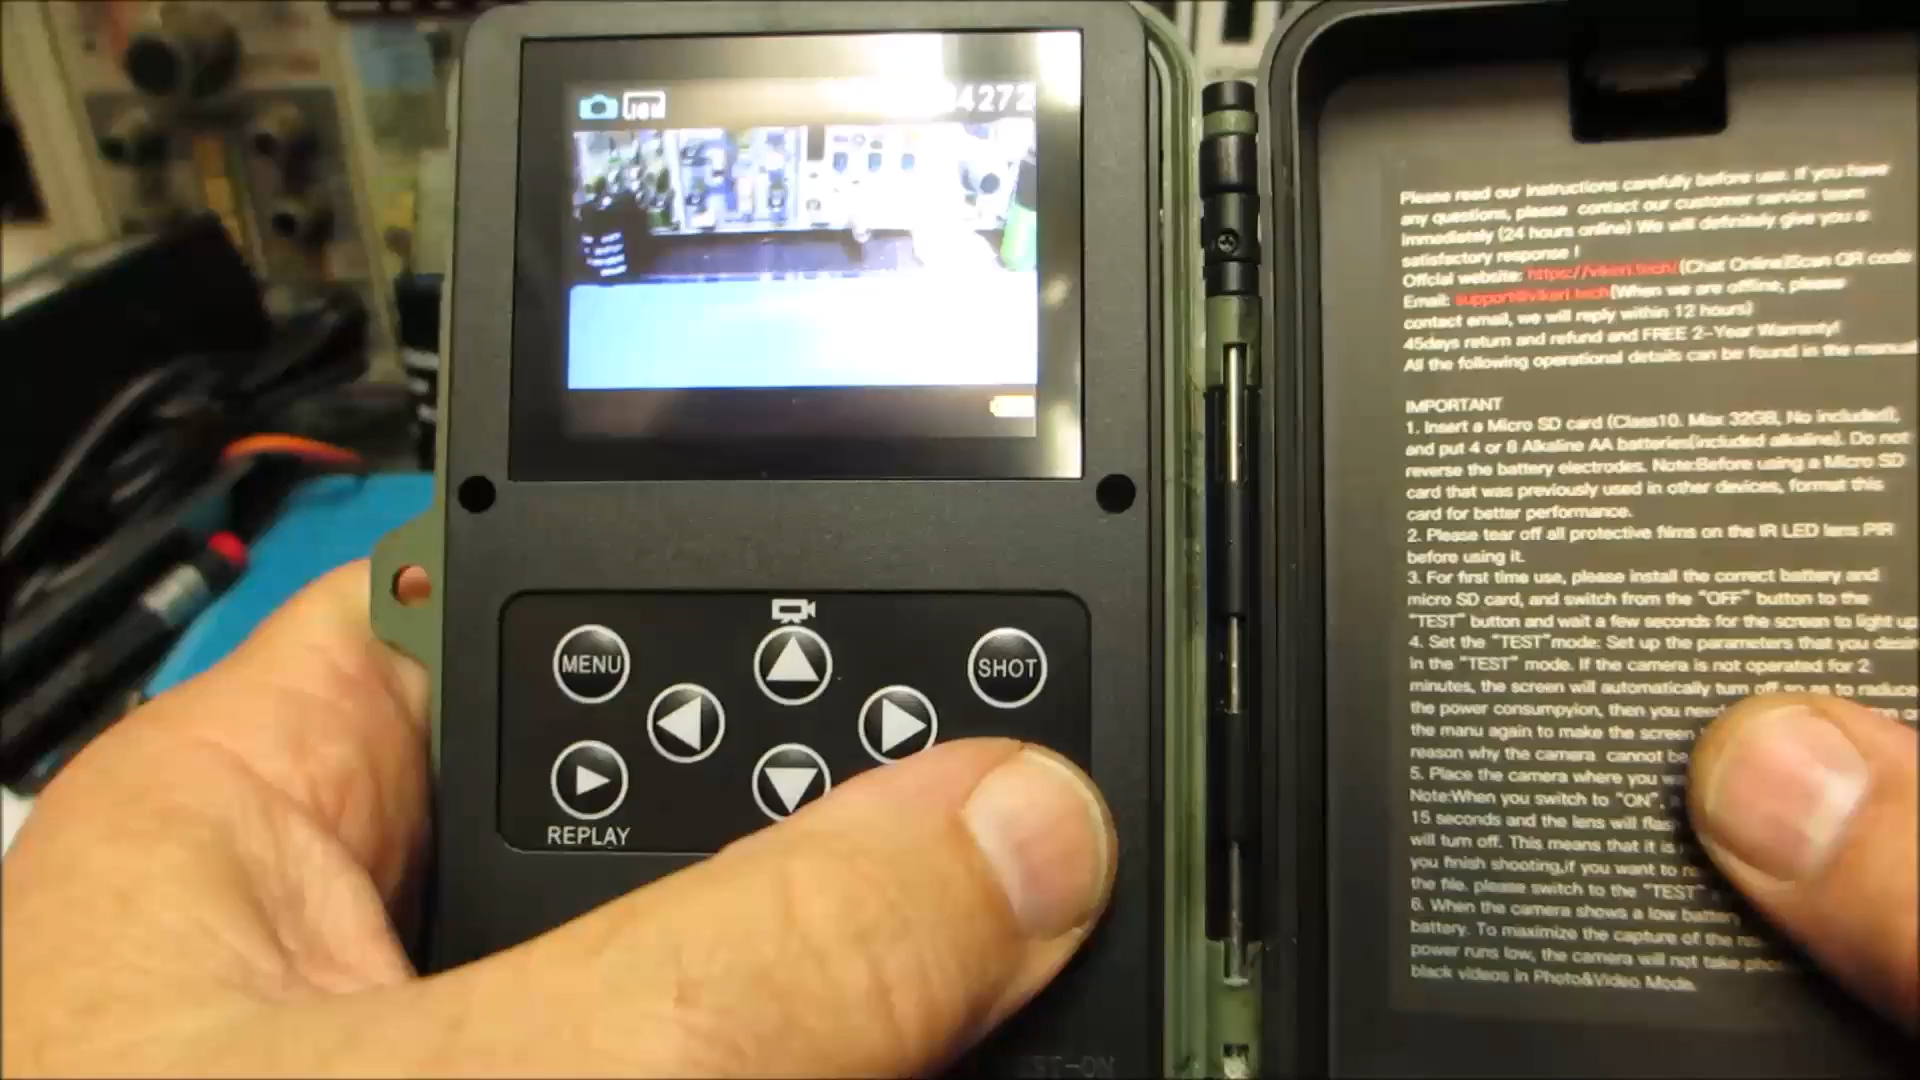 4272
Please read our instructions carefully before use. If you have
any questions, please contact our customer service team
immediately (24 hours online) We will definitely give you a
satisfactory response !
Offcial website: https://vikeri.tech/ (Chat Online)Scan QR code
Email: support@vikeri.tech(When we are offline, please
contact email, we will reply within 12 hours)
45days return and refund and FREE 2-Year Warranty!
All the following operational details can be found in the manual
IMPORTANT
1. Insert a Micro SD card (Class10, Max 32GB, No included),
and put 4 or 8 Alkaline AA batteries(included alkaline). Do not
reverse the battery electrodes. Note:Before using a Micro SD
card that was previously used in other devices, format this
card for better performance.
2. Please tear off all protective films on the IR LED lens PIR
before using it.
3. For first time use, please install the correct battery and
micro SD card, and switch from the "OFF" button to the
"TEST" button and wait a few seconds for the screen to light up
4. Set the "TEST"mode: Set up the parameters that you
in the "TEST" mode. If the camera is not operated for 2
minutes, the screen will automatically turn off so as to raduce
the power consumpyion, then you need
the manu again to make the screen
reason why the camera cannot be
5. Place the camera where you
Note:When you switch to "ON",
15 seconds and the lens will flas
will turn off. This means that it is
you finish shooting,if you want to
the file. please switch to the "TEST"
6. When the camera shows a low battery
battery. To maximize the capture of the
power runs low, the camera will not take
black videos in Photo&Video Mode.
MENU
SHOT
REPLAY